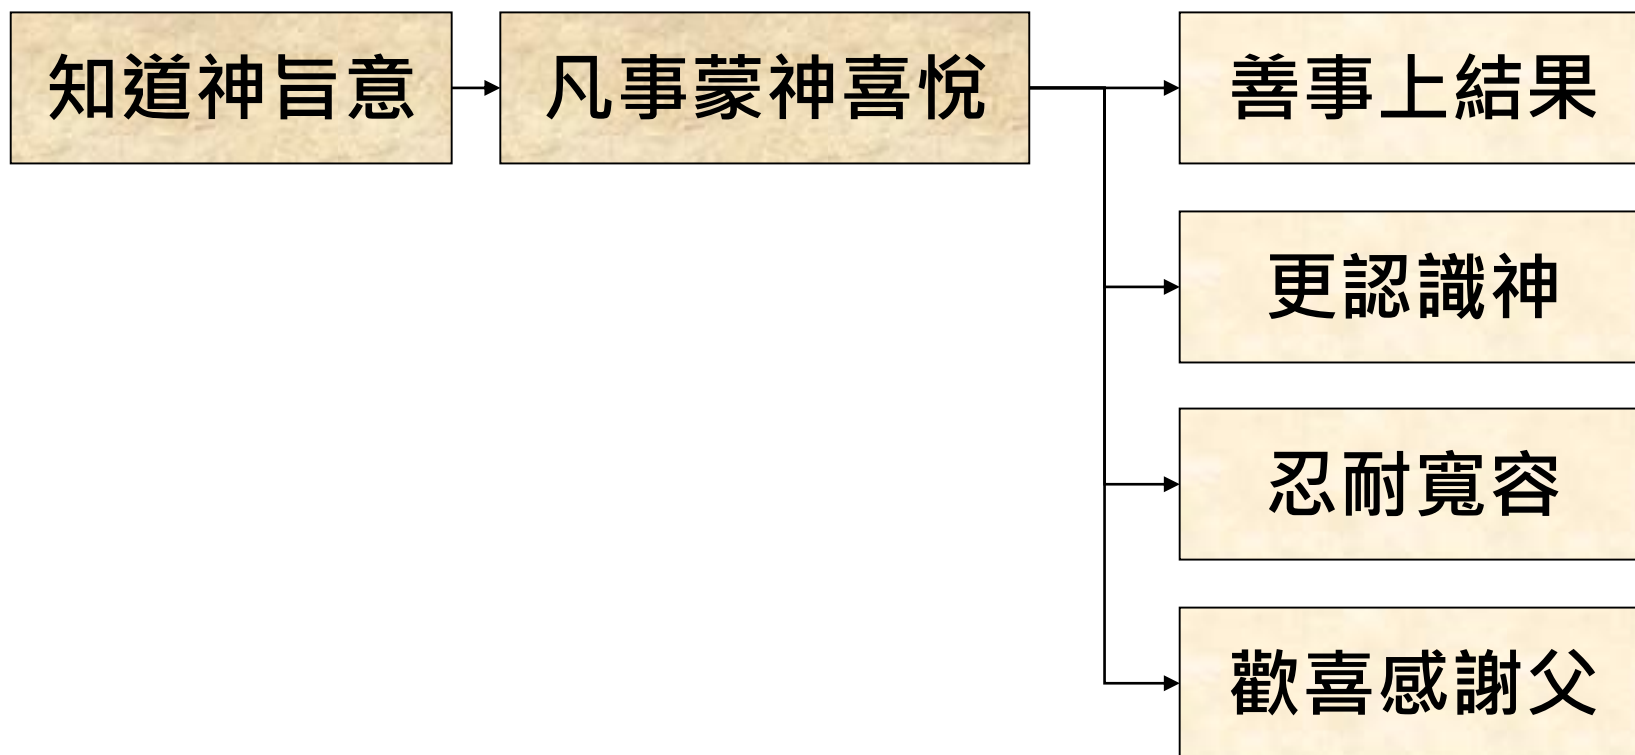 知道神旨意
凡事蒙神喜悅
善事上結果
更認識神
忍耐寬容
歡喜感謝父